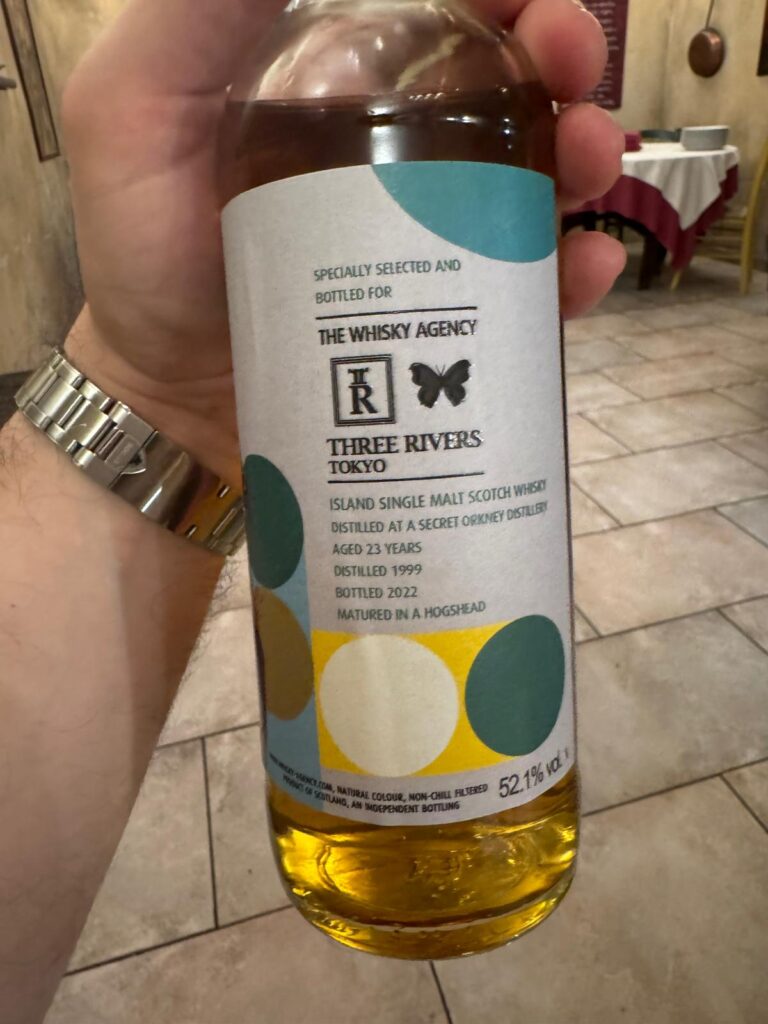 SPECIALLY SELECTED AND
BOTTLED FOR
THE WHISKY AGENCY
R
THREE RIVERS
TOKYO
ISLAND SINGLE MALT SCOTCH WHISKY
DISTILLED AT A SECRET ORKNEY DISTILLERY
AGED 23 YEARS
DISTILLED 1999
BOTTLED 2022
MATURED IN A HOGSHEAD
NATURAL COLOUR, NON-CHILL FILTERED
PRODUCT OF SCOTLAND, AN INDEPENDENT BOTTLING
52.1% vol.